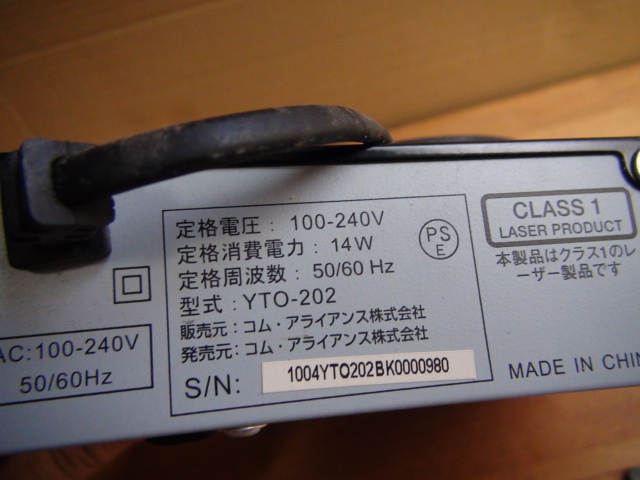 定格電圧 : 100-240V
定格消費電力 : 14W
定格周波数 : 50/60 Hz
型式 : YTO-202
販売元 : コム・アライアンス株式会社
発売元 : コム・アライアンス株式会社
S/N: 1004YTO202BK0000980
PS
E
CLASS 1
LASER PRODUCT
本製品はクラス1のレ
ーザー製品です
AC:100-240V
50/60Hz
MADE IN CHIN